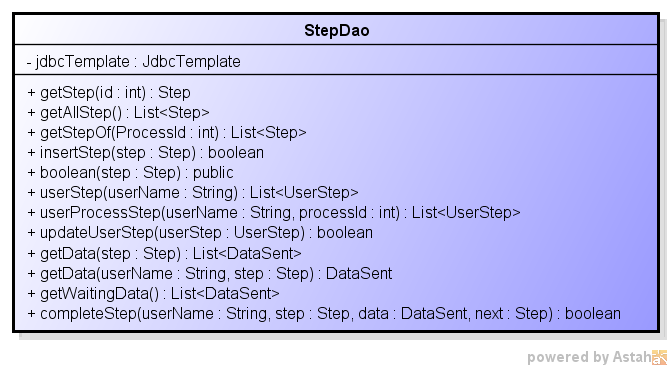 StepDao
- jdbcTemplate : JdbcTemplate
+ getStep(id : int) : Step
+ getAllStep() : List<Step>
+ getStepOf(ProcessId : int) : List<Step>
+ insertStep(step : Step) : boolean
+ boolean(step : Step) : public
+ userStep(userName : String) : List<UserStep>
+ userProcessStep(userName : String, processId : int) : List<UserStep>
+ updateUserStep(userStep : UserStep) : boolean
+ getData(step : Step) : List<DataSent>
+ getData(userName : String, step : Step) : DataSent
+ getWaitingData() : List<DataSent>
+ completeStep(userName : String, step : Step, data : DataSent, next : Step) : boolean
powered by Astah